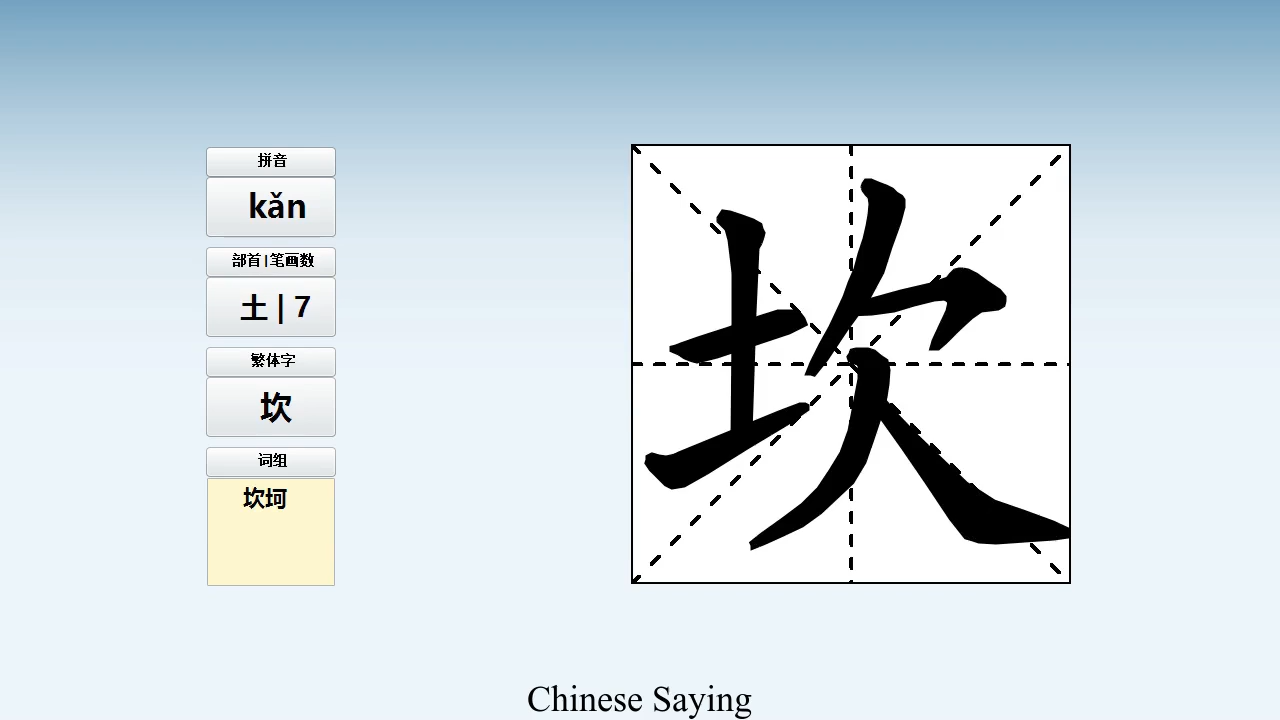 拼音
kǎn
部首|笔画数
土 | 7
繁体字
坎
词组
坎坷
坎
Chinese Saying